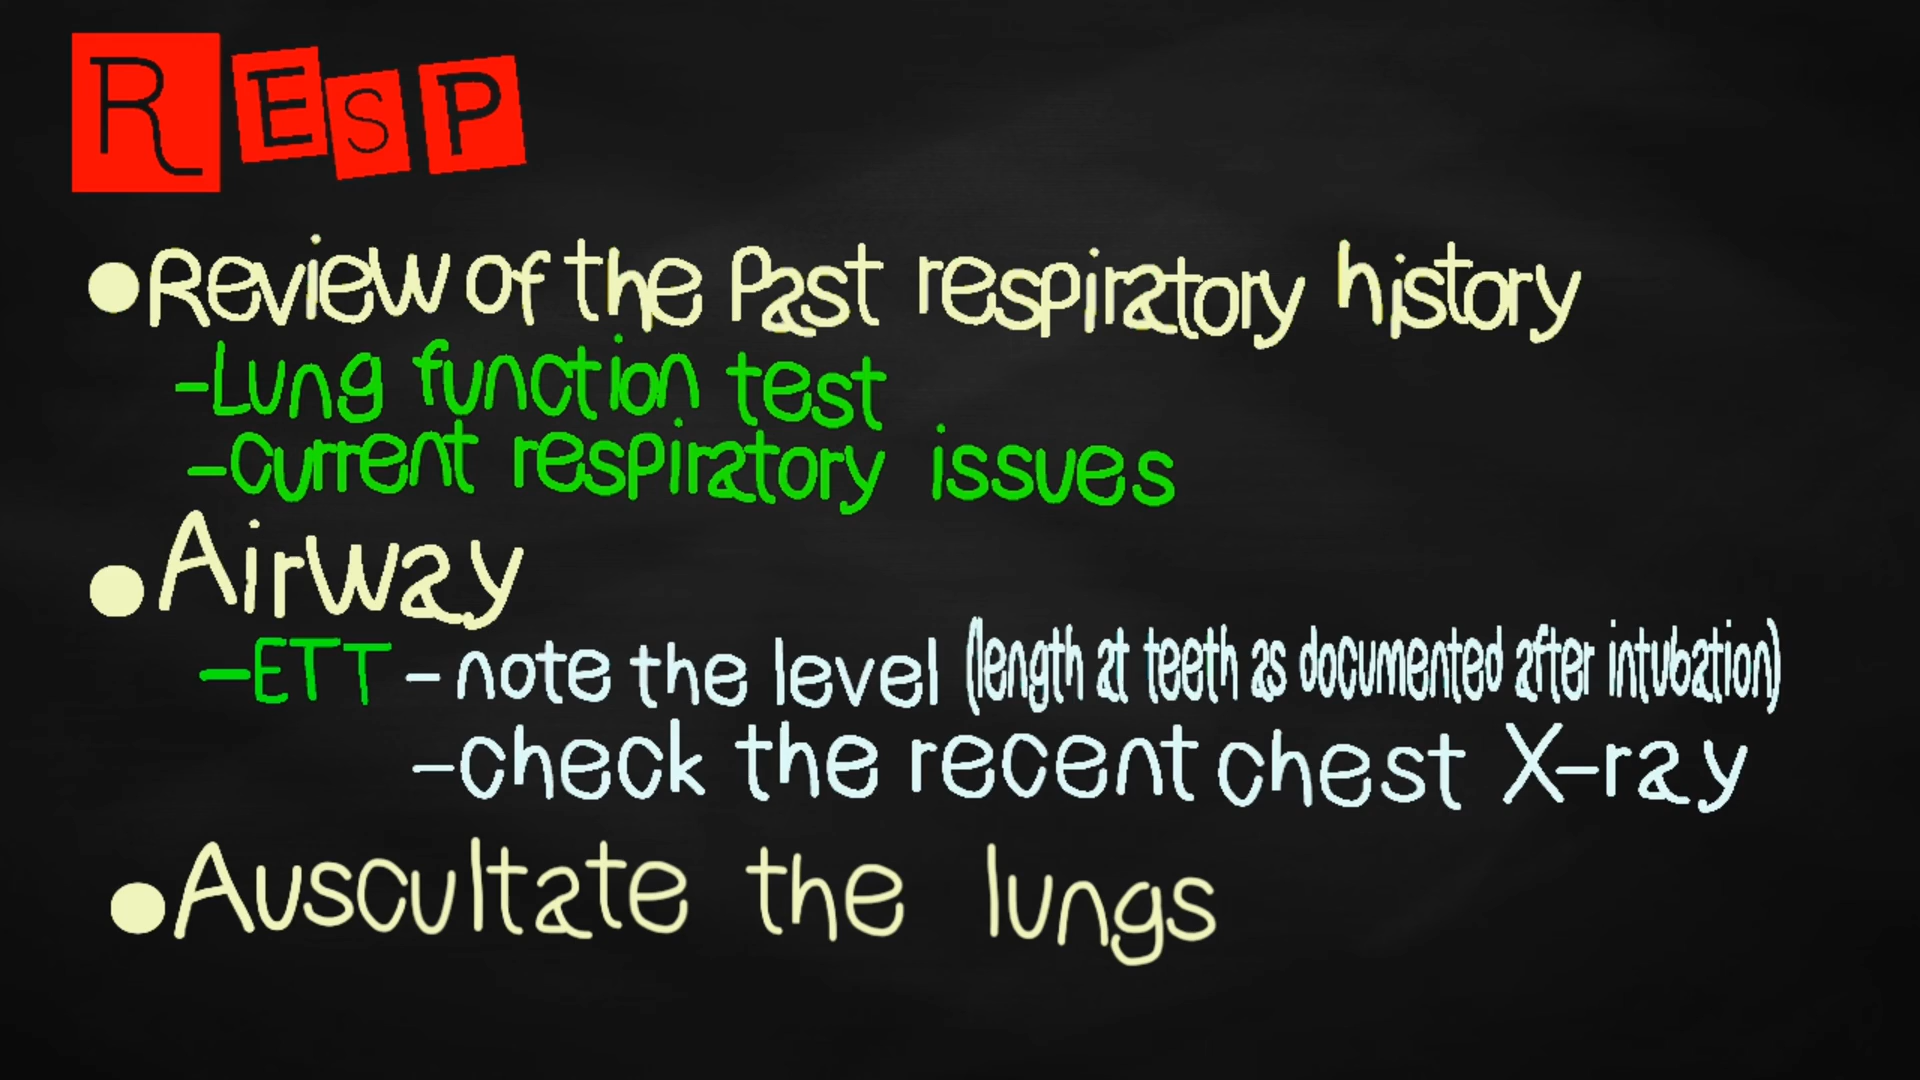 RESP
●Review of the Past respiratory history
-Lung function test
-current respiratory issues
●Airway
-ETT -note the level (length at teeth as documented after intubation)
-check the recent chest X-ray
●Auscultate the lungs